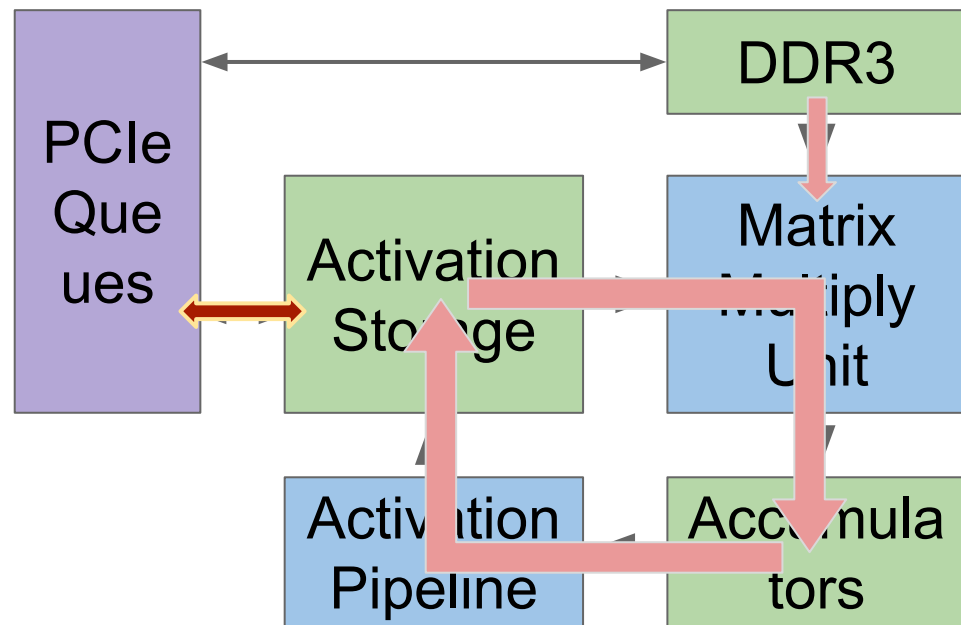 DDR3
PCIe
Que
ues
Activation
Storage
Matrix
Multiply
Unit
Activation
Pipeline
Accumula
tors